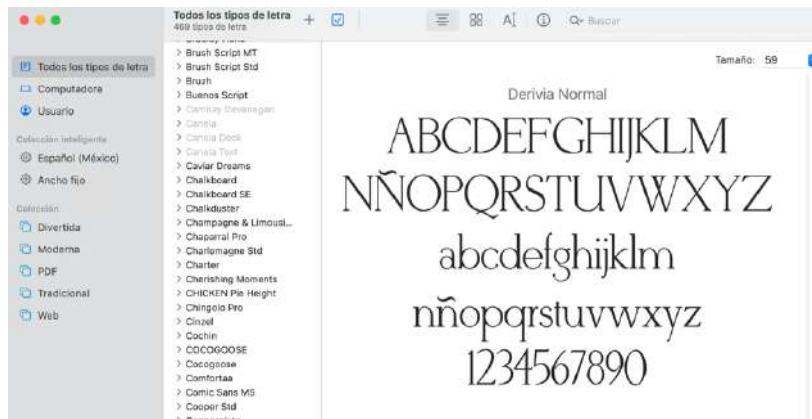 Todos los tipos de letra
469 tipos de letra
Buscar
Todos los tipos de letra
Computadora
Usuario
Colección inteligente
Español (México)
Ancho fijo
Colección
Divertida
Moderna
PDF
Tradicional
Web
Brush Script MT
Brush Script Std
Brush
Buenos Script
Canela
Canela Deck
Canela Text
Caviar Dreams
Chalkboard
Chalkboard SE
Chalkduster
Champagne & Limousi...
Chaparral Pro
Charlemagne Std
Charter
Cherishing Moments
CHICKEN Pie Height
Chingolo Pro
Cinzel
Cochin
COCOGOOSE
Cocogoose
Comfortaa
Comic Sans MS
Cooper Std
Tamaño: 59
Derivia Normal
ABCDEFGHIJKLM
NÑOPQRSTUVWXYZ
abcdefghijklm
nñopqrstuvwxyz
1234567890